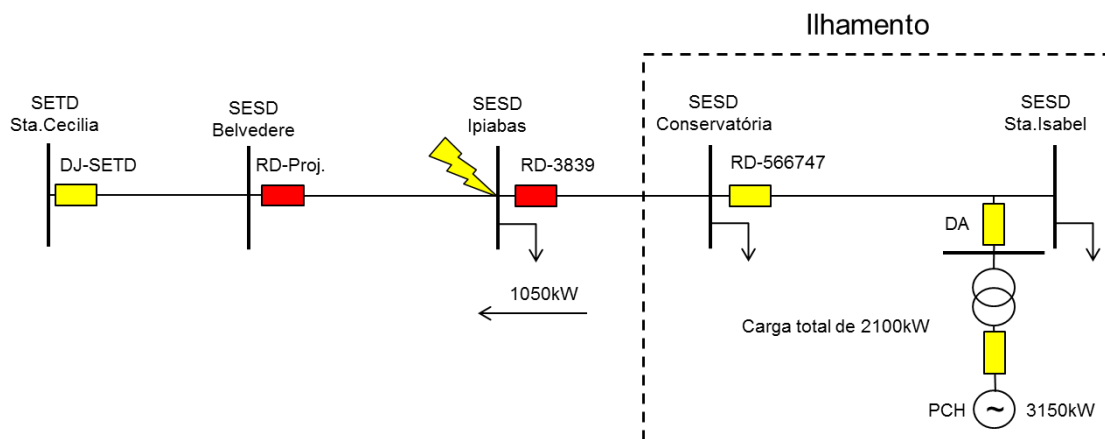 Ilhamento
SETD
Sta.Cecilia
SESD
Belvedere
SESD
Ipiabas
SESD
Conservatória
SESD
Sta.Isabel
DJ-SETD
RD-Proj.
RD-3839
RD-566747
DA
1050kW
Carga total de 2100kW
PCH
~
3150kW